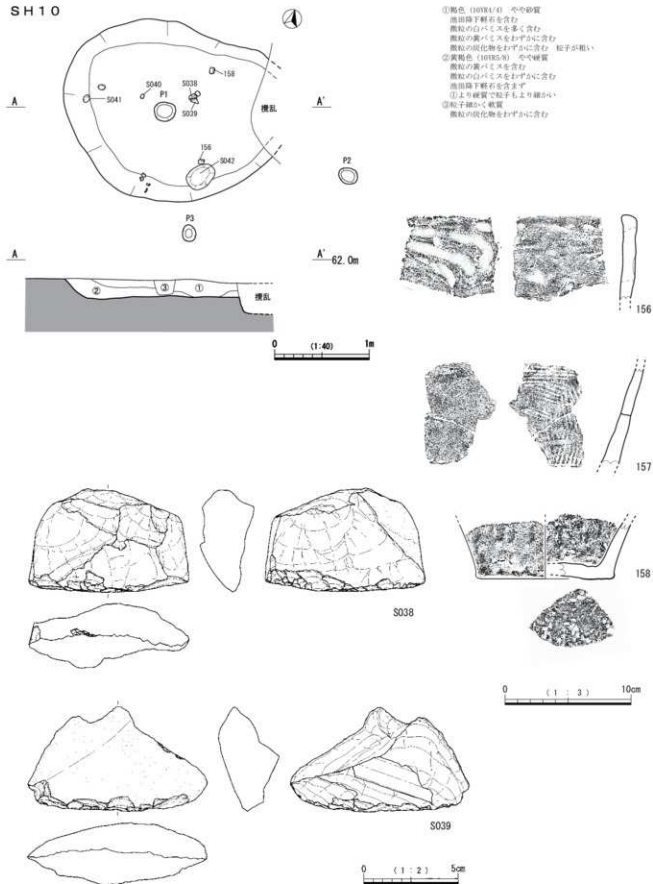 SH10
①褐色 (10YR4/4) やや砂質
池田降下軽石を含む
微粒の白パミスを多く含む
微粒の黄パミスをわずかに含む
微粒の炭化物をわずかに含む 粒子が粗い
②黄褐色 (10YR5/8) やや硬質
微粒の黄パミスを含む
微粒の白パミスをわずかに含む
池田降下軽石を含まず
①より硬質で粒子もより細かい
③粒子細かく軟質
微粒の炭化物をわずかに含む
158
S040
S038
P1
S041
S039
A
A'
撹乱
156
S042
P2
P3
A
A'
62.0m
②
③
①
撹乱
0 (1:40) 1m
156
157
158
S038
0 (1:3) 10cm
S039
0 (1:2) 5cm